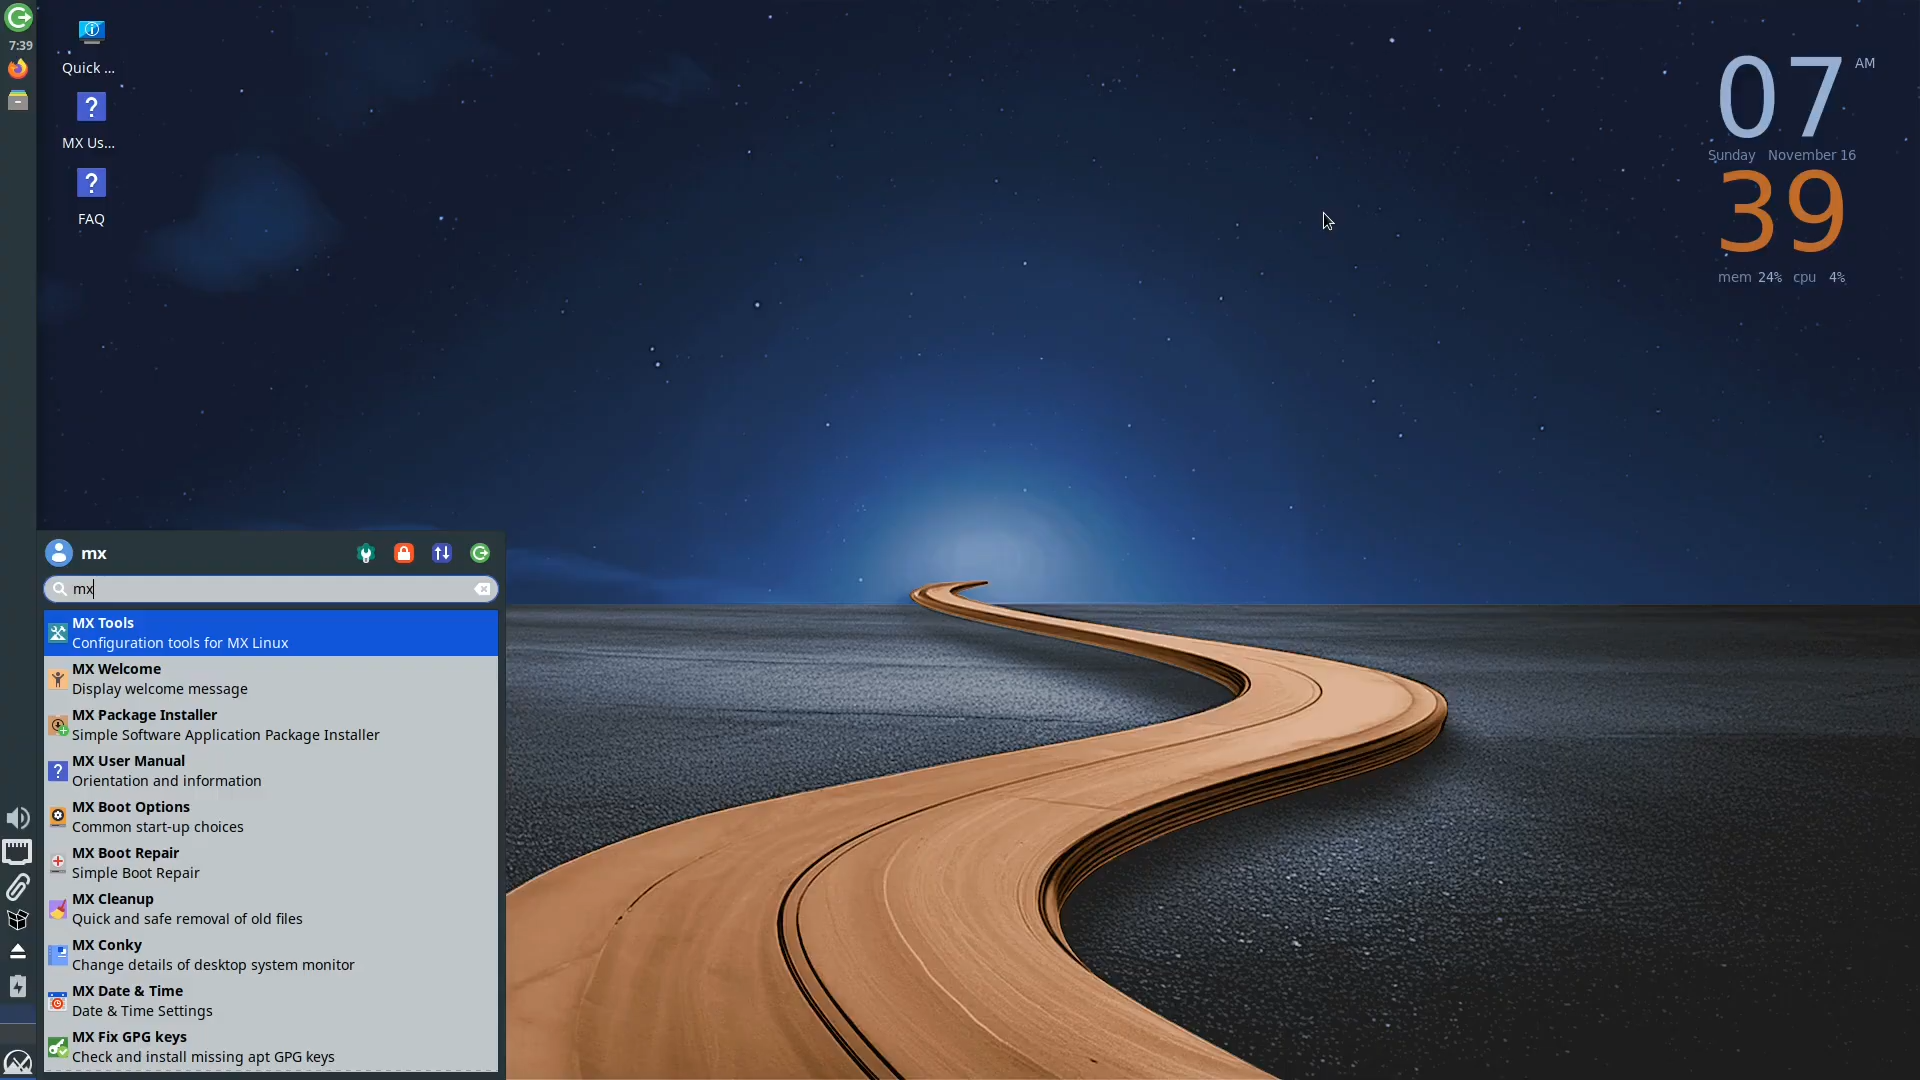 7:39
Quick ...
MX Us...
FAQ
07 AM
Sunday November 16
39
mem 24% cpu 4%
mx
mx
MX Tools
Configuration tools for MX Linux
MX Welcome
Display welcome message
MX Package Installer
Simple Software Application Package Installer
MX User Manual
Orientation and information
MX Boot Options
Common start-up choices
MX Boot Repair
Simple Boot Repair
MX Cleanup
Quick and safe removal of old files
MX Conky
Change details of desktop system monitor
MX Date & Time
Date & Time Settings
MX Fix GPG keys
Check and install missing apt GPG keys